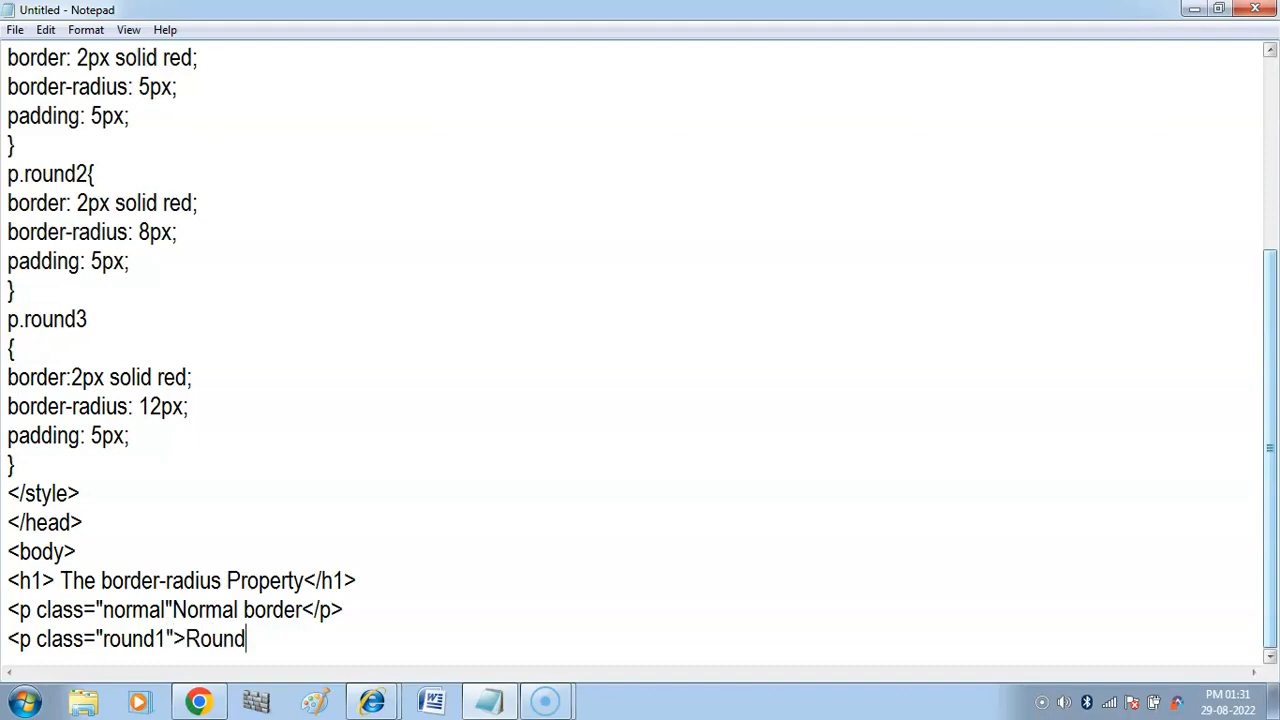 Untitled - Notepad
File Edit Format View Help
border: 2px solid red;
border-radius: 5px;
padding: 5px;
}
p.round2{
border: 2px solid red;
border-radius: 8px;
padding: 5px;
}
p.round3
{
border:2px solid red;
border-radius: 12px;
padding: 5px;
}
</style>
</head>
<body>
<h1> The border-radius Property</h1>
<p class="normal"Normal border</p>
<p class="round1">Round
PM 01:31
29-08-2022